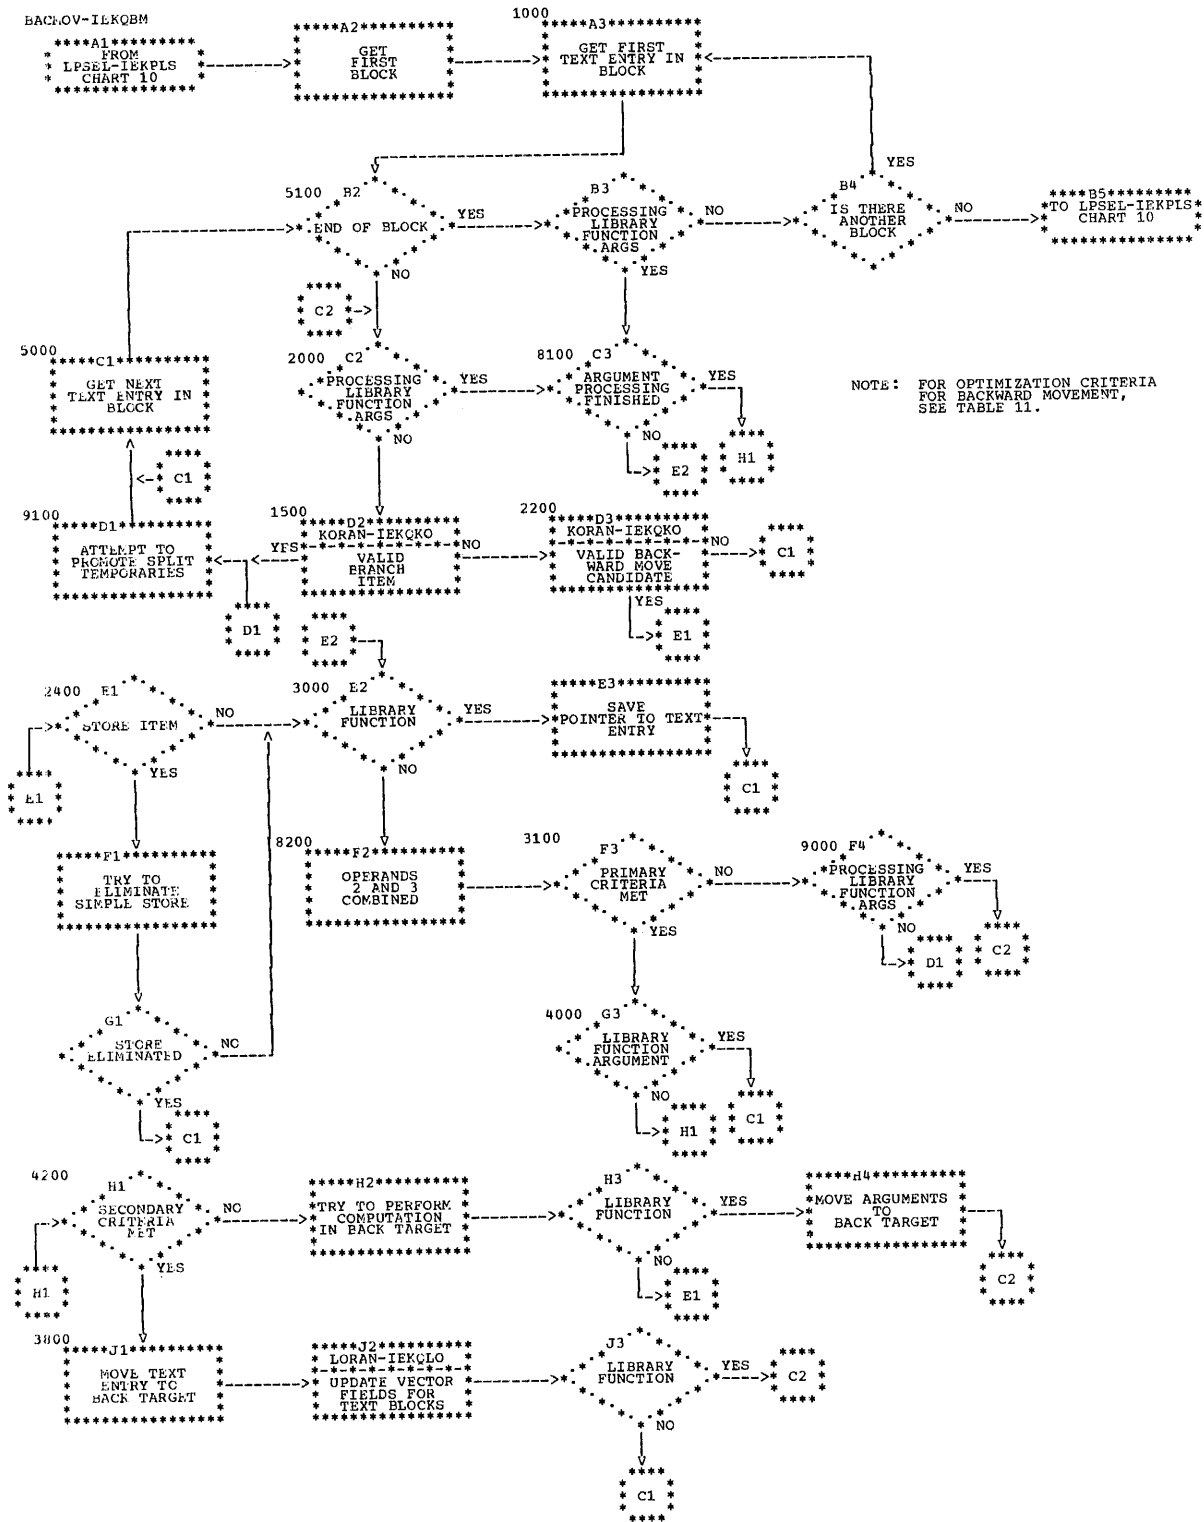 BACMOV-IEKQBM
A1
FROM
LPSEL-IEKPLS
CHART 10
A2
GET
FIRST
BLOCK
1000
A3
GET FIRST
TEXT ENTRY IN
BLOCK
5100
B2
END OF BLOCK
YES
NO
B3
PROCESSING
LIBRARY
FUNCTION
ARGS
NO
YES
B4
IS THERE
ANOTHER
BLOCK
YES
NO
B5
TO LPSEL-IEKPLS
CHART 10
C2
5000
C1
GET NEXT
TEXT ENTRY IN
BLOCK
2000
C2
PROCESSING
LIBRARY
FUNCTION
ARGS
YES
NO
8100
C3
ARGUMENT
PROCESSING
FINISHED
YES
NO
H1
E2
NOTE: FOR OPTIMIZATION CRITERIA
FOR BACKWARD MOVEMENT,
SEE TABLE 11.
C1
9100
D1
ATTEMPT TO
PROMOTE SPLIT
TEMPORARIES
D1
1500
D2
KORAN-IEKQKO
YES
NO
VALID
BRANCH
ITEM
2200
D3
KORAN-IEKQKO
NO
VALID BACK-
WARD MOVE
CANDIDATE
YES
C1
E1
E2
2400
E1
STORE ITEM
NO
YES
E1
3000
E2
LIBRARY
FUNCTION
YES
NO
E3
SAVE
POINTER TO TEXT
ENTRY
C1
F1
TRY TO
ELIMINATE
SIMPLE STORE
8200
F2
OPERANDS
2 AND 3
COMBINED
3100
F3
PRIMARY
CRITERIA
MET
NO
YES
9000
F4
PROCESSING
LIBRARY
FUNCTION
ARGS
YES
NO
D1
C2
G1
STORE
ELIMINATED
NO
YES
C1
4000
G3
LIBRARY
FUNCTION
ARGUMENT
YES
NO
H1
C1
4200
H1
SECONDARY
CRITERIA
MET
NO
YES
H1
H2
TRY TO PERFORM
COMPUTATION
IN BACK TARGET
H3
LIBRARY
FUNCTION
YES
NO
E1
H4
MOVE ARGUMENTS
TO
BACK TARGET
C2
3800
J1
MOVE TEXT
ENTRY TO
BACK TARGET
J2
LORAN-IEKQLO
UPDATE VECTOR
FIELDS FOR
TEXT BLOCKS
J3
LIBRARY
FUNCTION
YES
NO
C2
C1